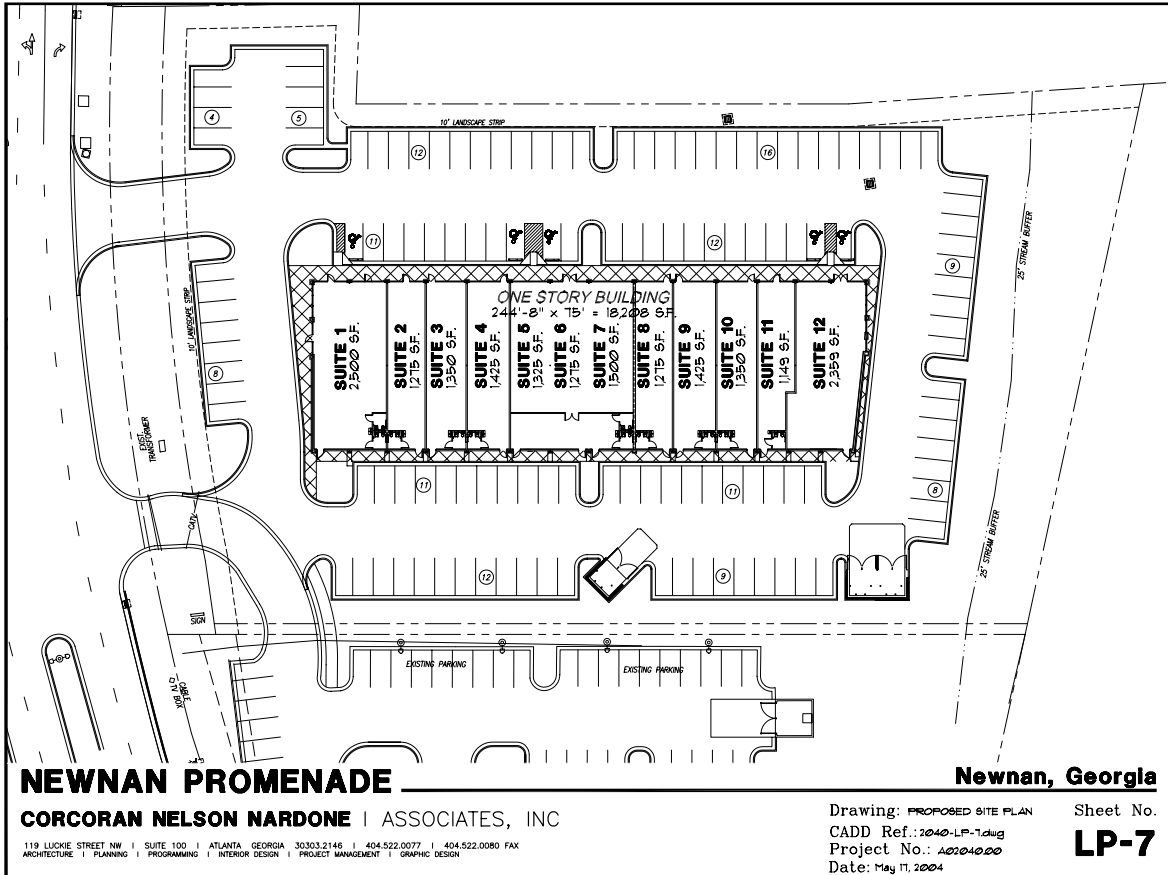 10' LANDSCAPE STRIP
4
5
12
16
11
12
9
25' STREAM BUFFER
10' LANDSCAPE STRIP
8
ONE STORY BUILDING
244'-8" x 75' = 18,208 S.F.
SUITE 1
2,500 S.F.
SUITE 2
1,275 S.F.
SUITE 3
1,350 S.F.
SUITE 4
1,425 S.F.
SUITE 5
1,325 S.F.
SUITE 6
1,275 S.F.
SUITE 7
1,500 S.F.
SUITE 8
1,275 S.F.
SUITE 9
1,425 S.F.
SUITE 10
1,350 S.F.
SUITE 11
1,149 S.F.
SUITE 12
2,359 S.F.
EXIST.
TRANSFORMER
11
11
8
CATV
25' STREAM BUFFER
12
9
SIGN
EXISTING PARKING
EXISTING PARKING
CABLE
TV BOX
NEWNAN PROMENADE
Newnan, Georgia
CORCORAN NELSON NARDONE | ASSOCIATES, INC
119 LUCKIE STREET NW | SUITE 100 | ATLANTA GEORGIA 30303.2146 | 404.522.0077 | 404.522.0080 FAX
ARCHITECTURE | PLANNING | PROGRAMMING | INTERIOR DESIGN | PROJECT MANAGEMENT | GRAPHIC DESIGN
Drawing: PROPOSED SITE PLAN
CADD Ref.: 2040-LP-7.dwg
Project No.: A02040.00
Date: May 17, 2004
Sheet No.
LP-7